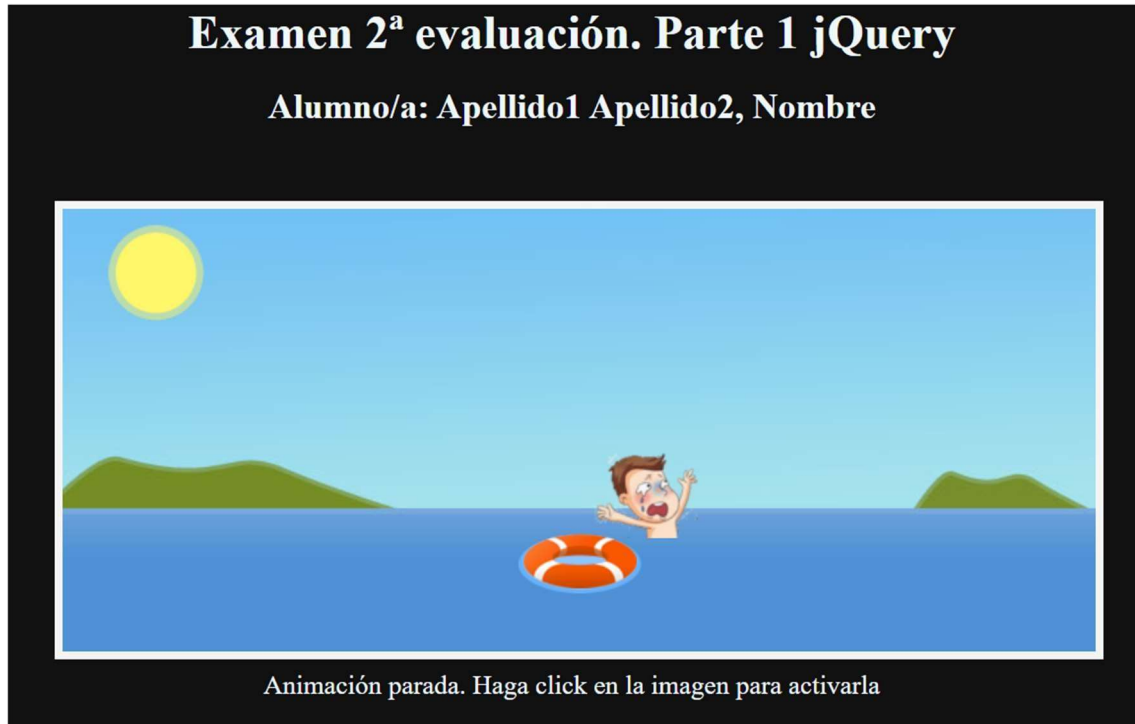 Examen 2ª evaluación. Parte 1 jQuery
Alumno/a: Apellido1 Apellido2, Nombre
Animación parada. Haga click en la imagen para activarla